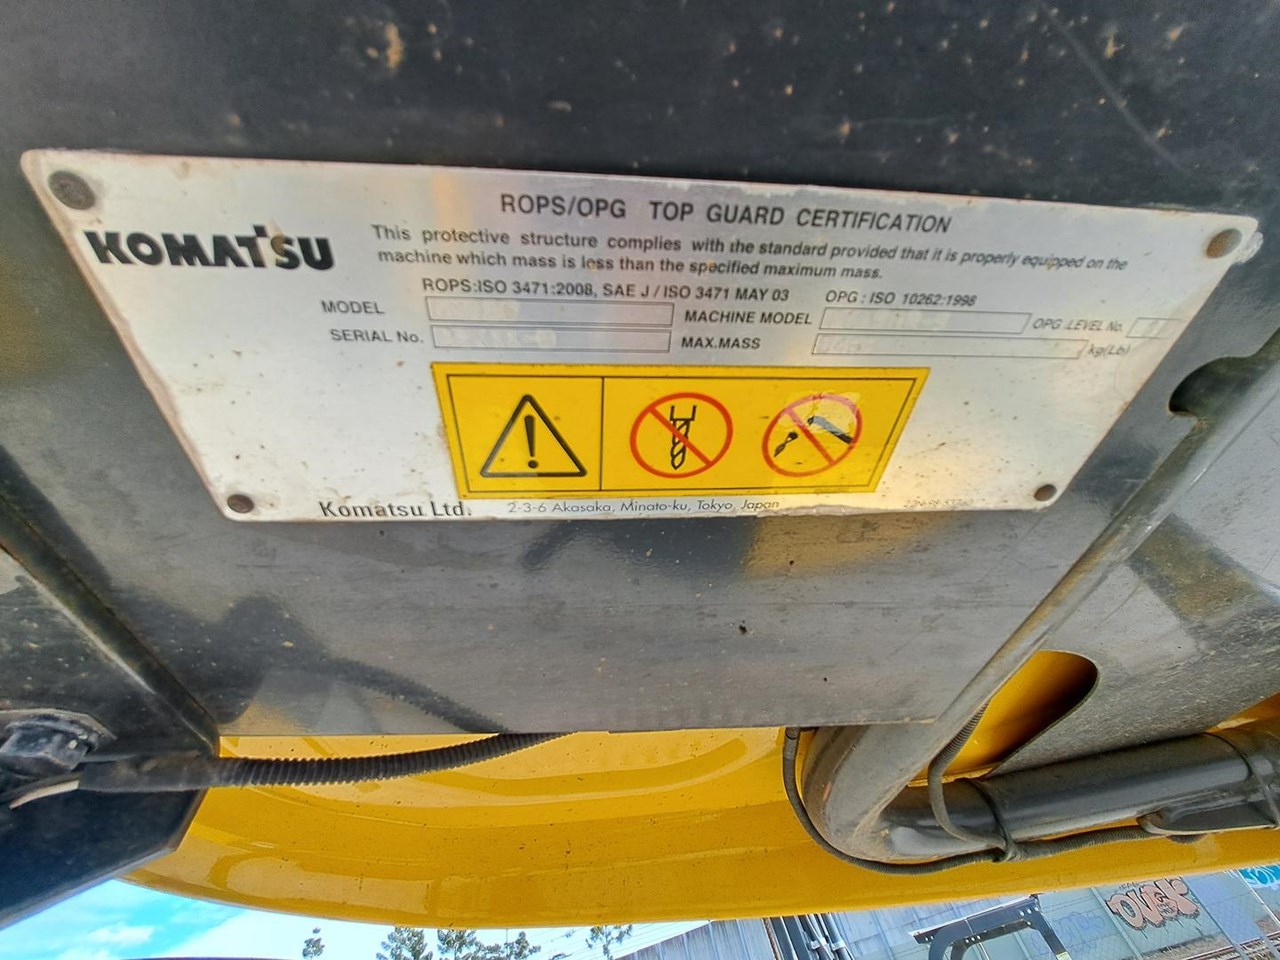 ROPS/OPG TOP GUARD CERTIFICATION
KOMATSU
This protective structure complies with the standard provided that it is properly equipped on the
machine which mass is less than the specified maximum mass.
ROPS:ISO 3471:2008, SAE J / ISO 3471 MAY 03 OPG : ISO 10262:1998
MODEL MACHINE MODEL OPG LEVEL No.
SERIAL No. MAX.MASS kg(Lb)
Komatsu Ltd. 2-3-6 Akasaka, Minato-ku, Tokyo, Japan